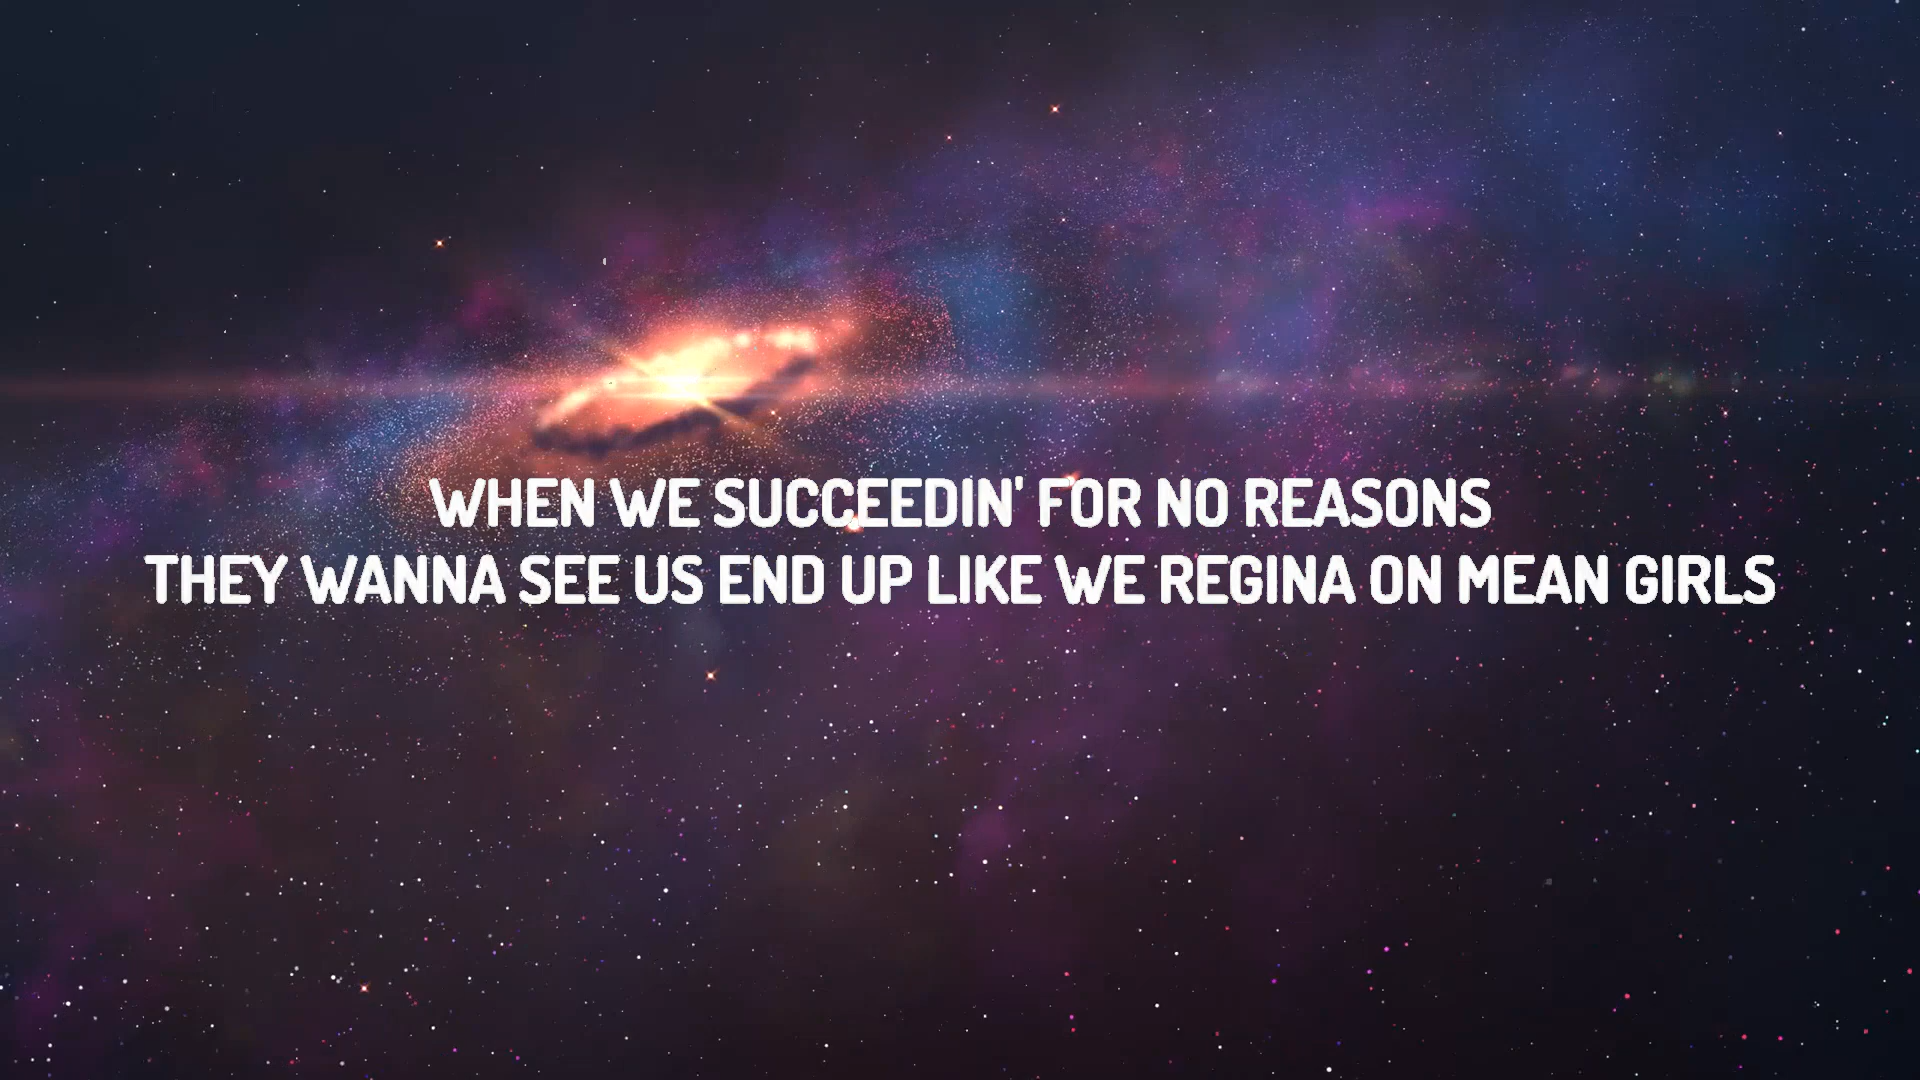 WHEN WE SUCCEEDIN' FOR NO REASONS
THEY WANNA SEE US END UP LIKE WE REGINA ON MEAN GIRLS